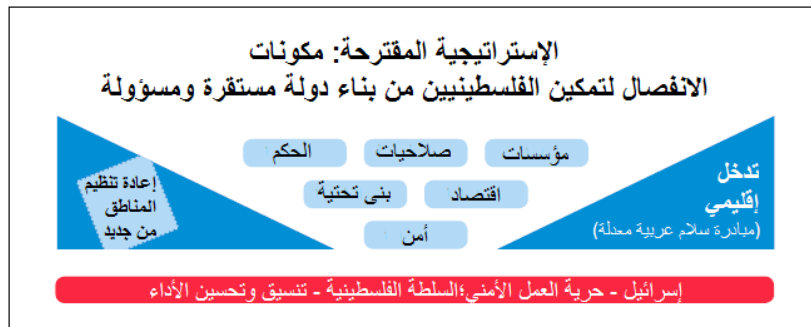 الإستراتيجية المقترحة: مكونات
الانفصال لتمكين الفلسطينيين من بناء دولة مستقرة ومسؤولة
مؤسسات
صلاحيات
الحكم
اقتصاد
بنى تحتية
أمن
تدخل
إقليمي
(مبادرة سلام عربية معدلة)
إعادة تنظيم
المناطق
من جديد
إسرائيل - حرية العمل الأمني؛السلطة الفلسطينية - تنسيق وتحسين الأداء